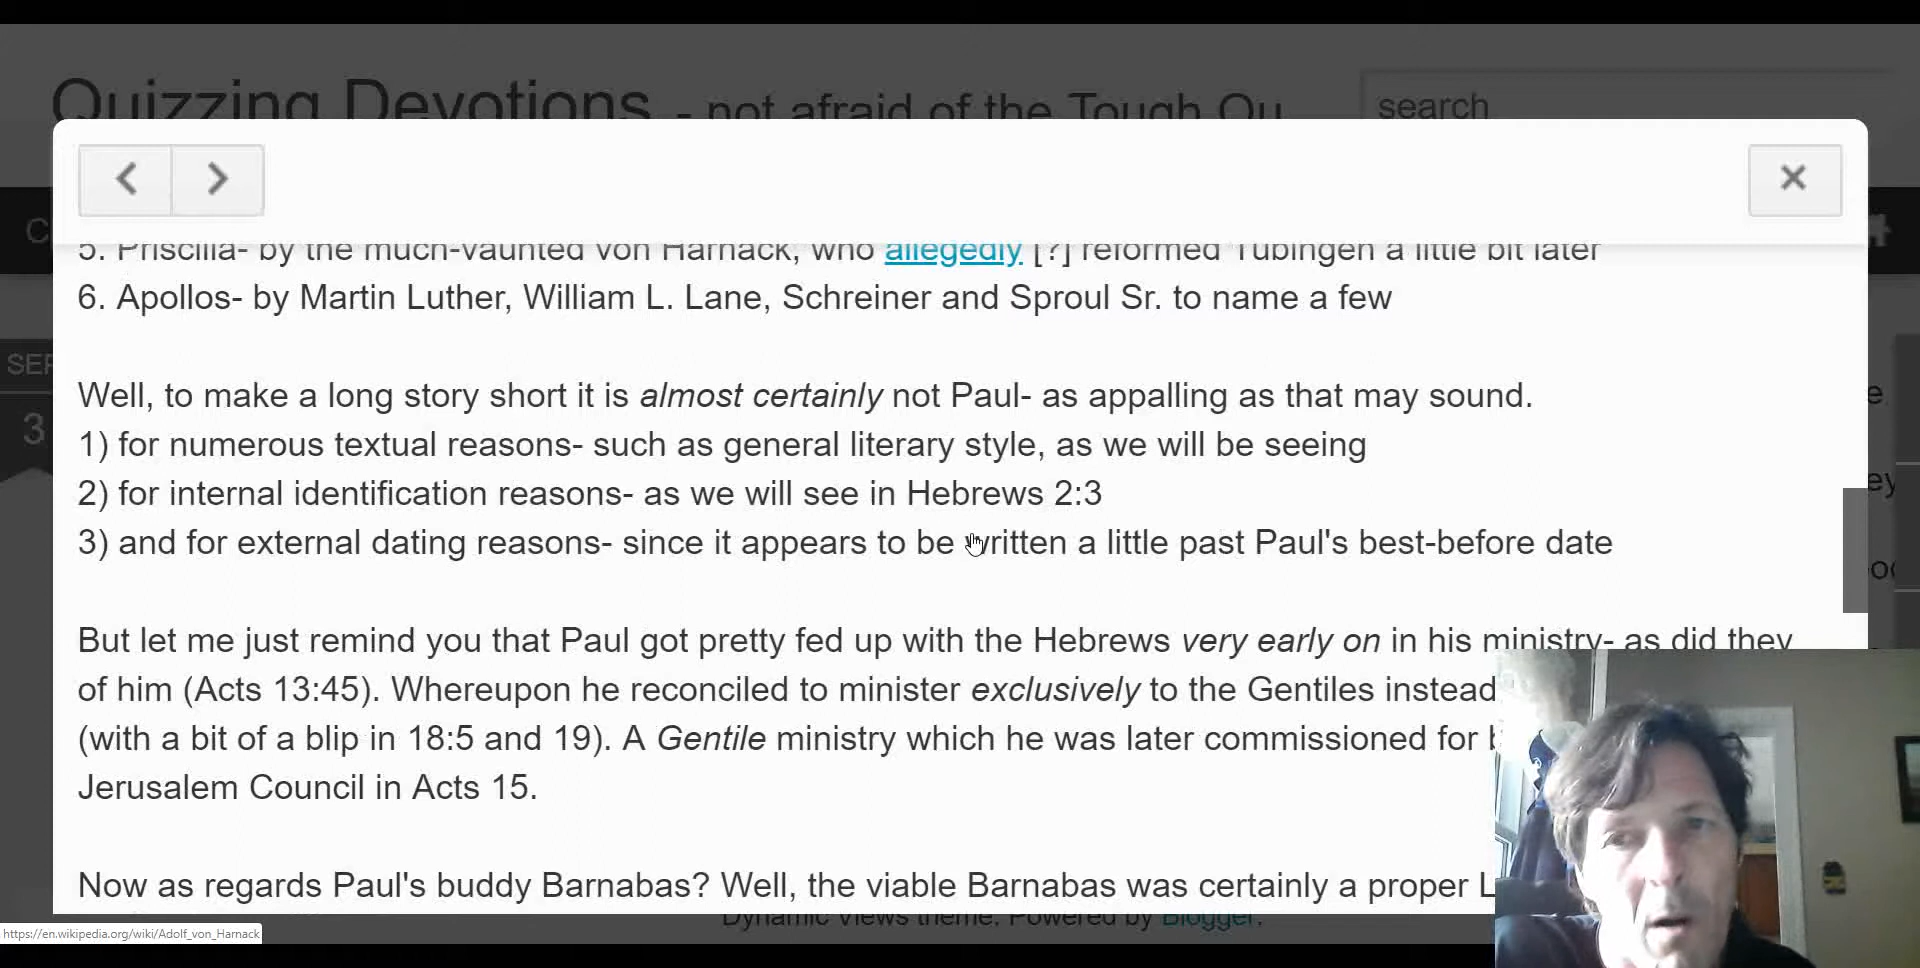 Quizzing Devotions - not afraid of the Tough Qu
search
5. Priscilla- by the much-vaunted von Harnack, who allegedly [?] reformed Tubingen a little bit later
6. Apollos- by Martin Luther, William L. Lane, Schreiner and Sproul Sr. to name a few
SEP
Well, to make a long story short it is almost certainly not Paul- as appalling as that may sound.
3
1) for numerous textual reasons- such as general literary style, as we will be seeing
2) for internal identification reasons- as we will see in Hebrews 2:3
3) and for external dating reasons- since it appears to be written a little past Paul's best-before date
But let me just remind you that Paul got pretty fed up with the Hebrews very early on in his ministry- as did they
of him (Acts 13:45). Whereupon he reconciled to minister exclusively to the Gentiles instead
(with a bit of a blip in 18:5 and 19). A Gentile ministry which he was later commissioned for
Jerusalem Council in Acts 15.
Now as regards Paul's buddy Barnabas? Well, the viable Barnabas was certainly a proper L
Dynamic Views theme. Powered by Blogger.
https://en.wikipedia.org/wiki/Adolf_von_Harnack